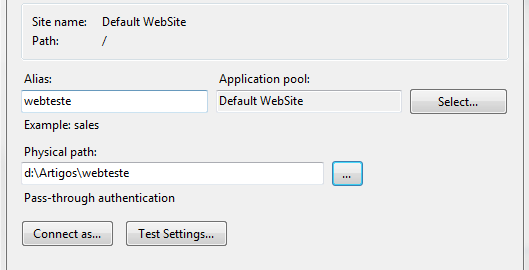 Site name: Default WebSite
Path: /
Alias: Application pool:
webteste Default WebSite Select...
Example: sales
Physical path:
d:\Artigos\webteste ...
Pass-through authentication
Connect as... Test Settings...